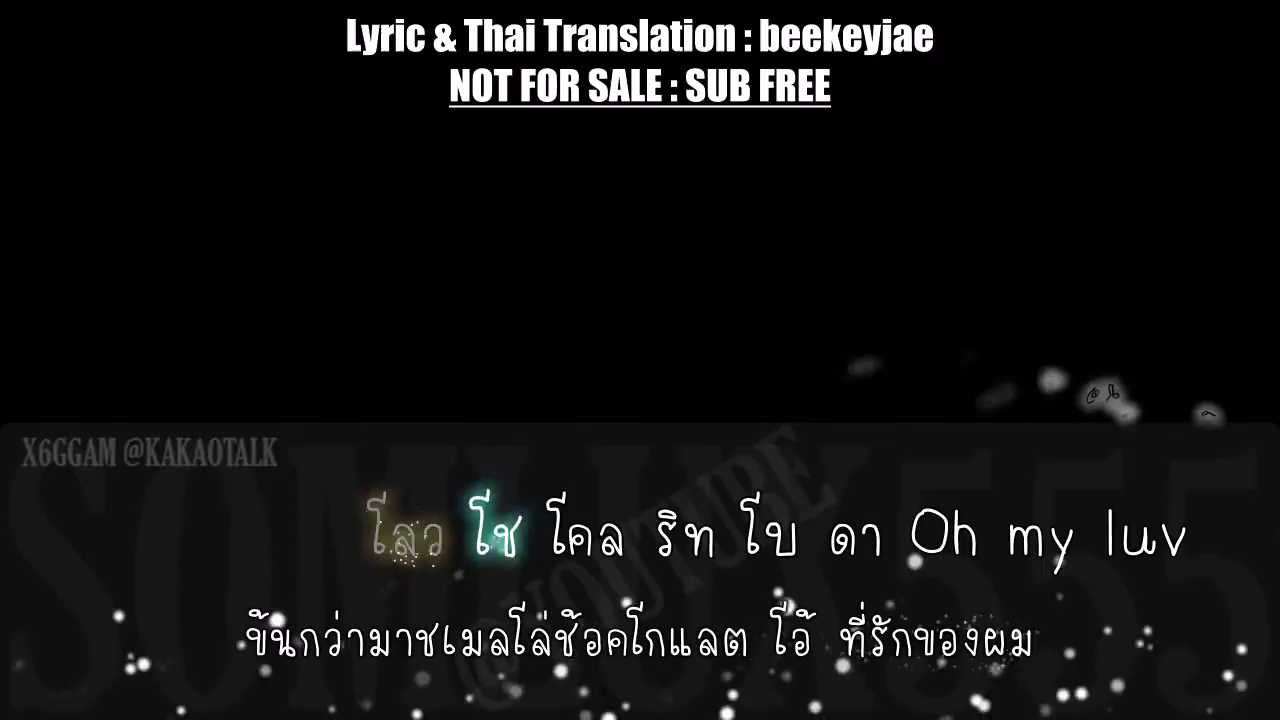 Lyric & Thai Translation : beekeyjae
NOT FOR SALE : SUB FREE
X6GGAM @KAKAOTALK
SOMLUX555
@YOUTUBE
โลว โช โคล ริท โบ ดา Oh my luv
ข้นกว่ามาชเมลโล่ช้อคโกแลต โอ้ ที่รักของผม